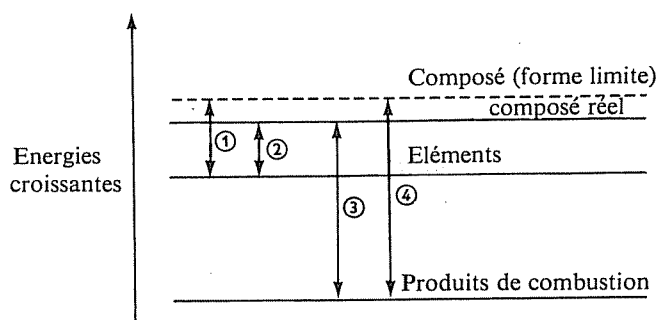 Composé (forme limite)
composé réel
① ②
Energies
croissantes
Eléments
③ ④
Produits de combustion